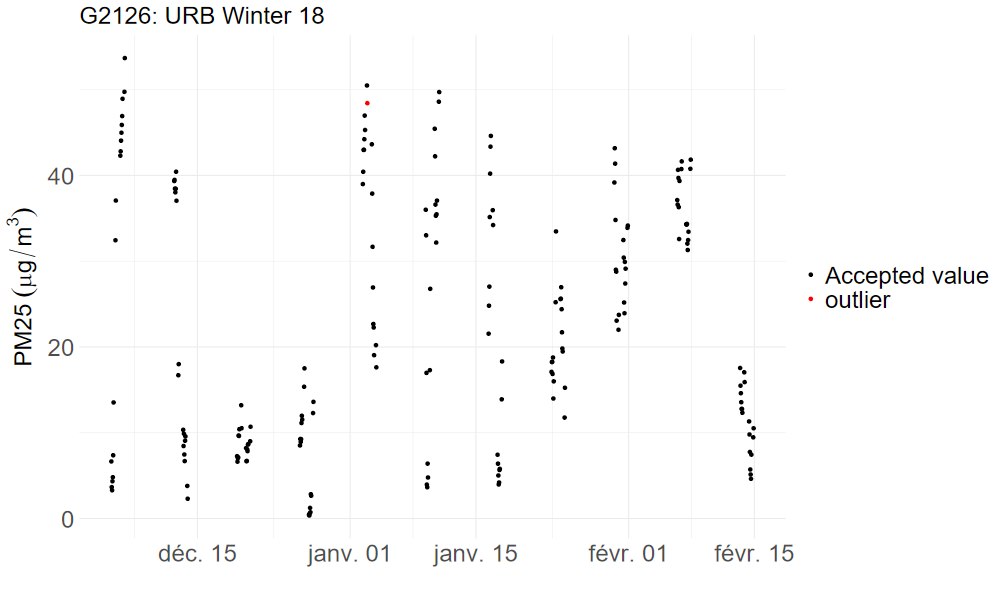 G2126: URB Winter 18
PM25 (μg/m³)
40
20
0
déc. 15
janv. 01
janv. 15
févr. 01
févr. 15
Accepted value
outlier